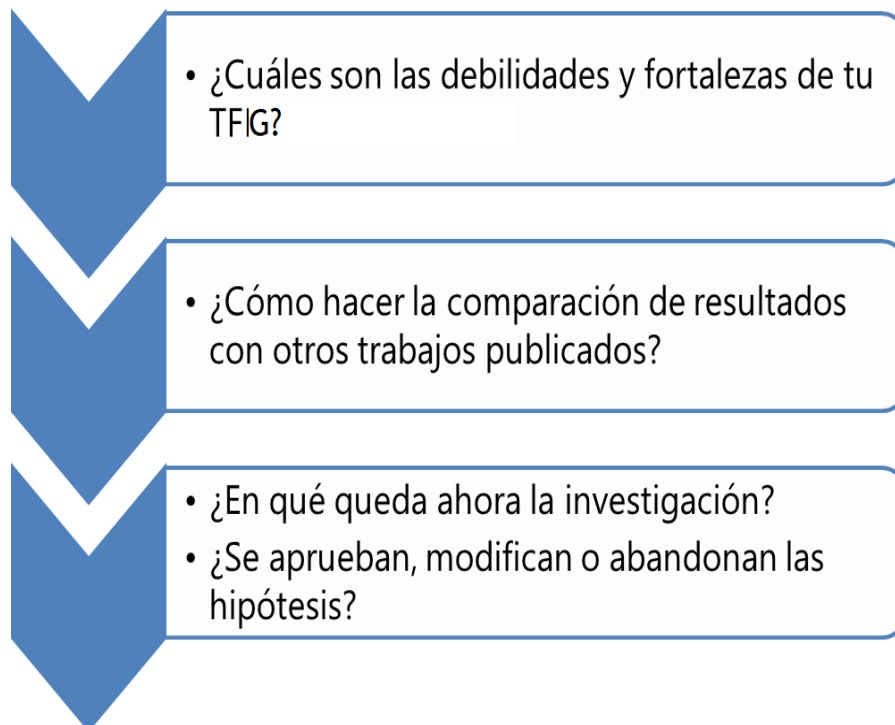 • ¿Cuáles son las debilidades y fortalezas de tu
TFIG?
• ¿Cómo hacer la comparación de resultados
con otros trabajos publicados?
• ¿En qué queda ahora la investigación?
• ¿Se aprueban, modifican o abandonan las
hipótesis?